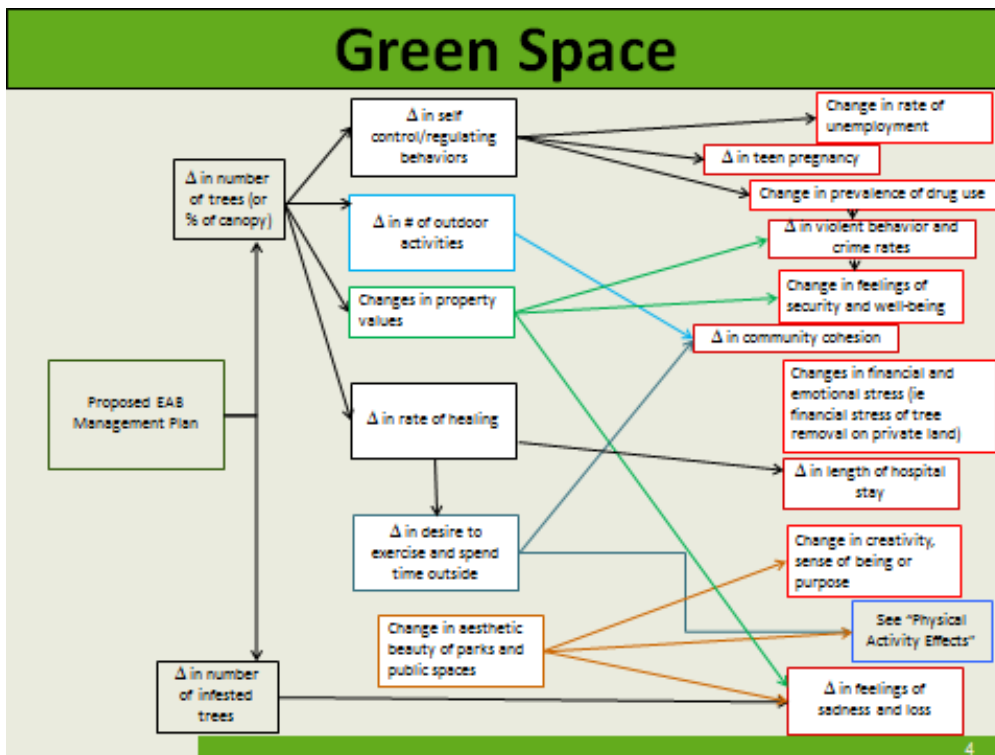 Green Space
Δ in self
control/regulating
behaviors
Change in rate of
unemployment
Δ in teen pregnancy
Δ in number
of trees (or
% of canopy)
Change in prevalence of drug use
Δ in # of outdoor
activities
Δ in violent behavior and
crime rates
Changes in property
values
Change in feelings of
security and well-being
Δ in community cohesion
Proposed EAB
Management Plan
Changes in financial and
emotional stress (ie
financial stress of tree
removal on private land)
Δ in rate of healing
Δ in length of hospital
stay
Δ in desire to
exercise and spend
time outside
Change in creativity,
sense of being or
purpose
Change in aesthetic
beauty of parks and
public spaces
See "Physical
Activity Effects"
Δ in number
of infested
trees
Δ in feelings of
sadness and loss
4